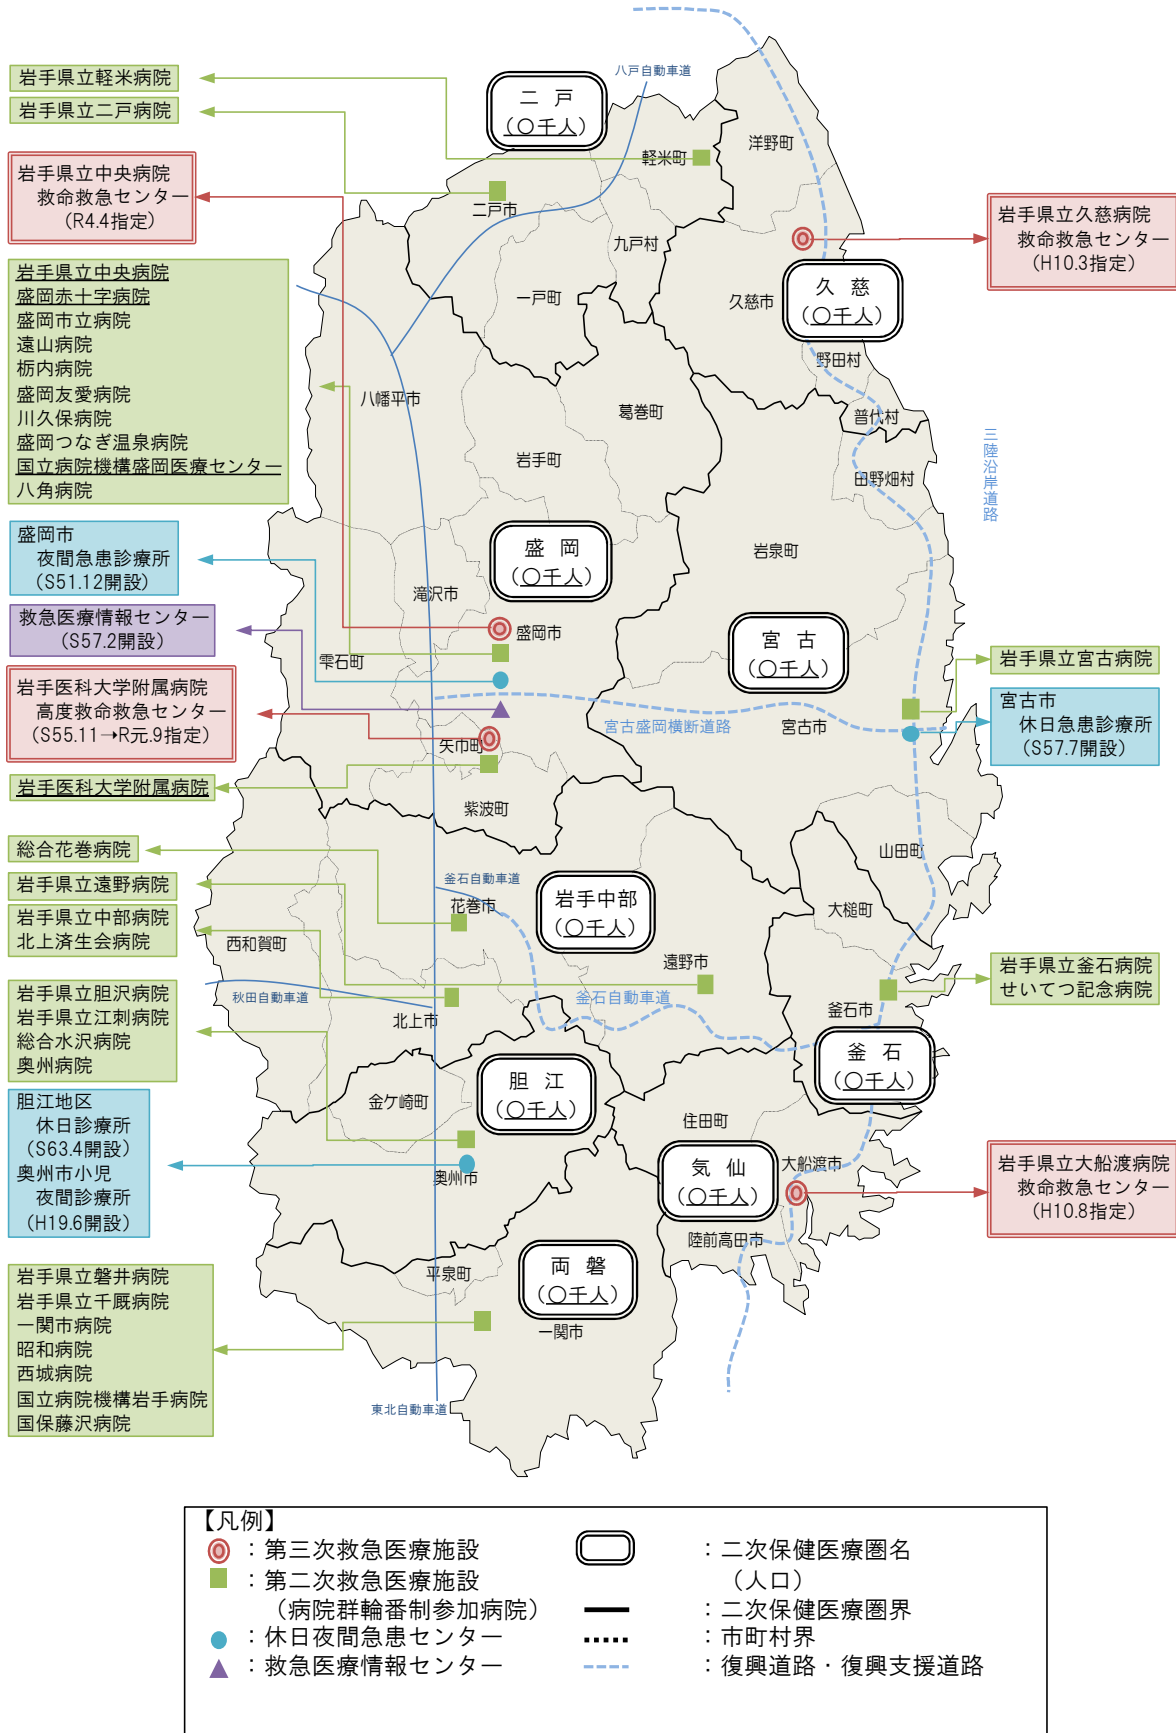 岩手県立軽米病院
岩手県立二戸病院
岩手県立中央病院
救命救急センター
(R4.4指定)
岩手県立中央病院
盛岡赤十字病院
盛岡市立病院
遠山病院
栃内病院
盛岡友愛病院
川久保病院
盛岡つなぎ温泉病院
国立病院機構盛岡医療センター
八角病院
盛岡市
夜間急患診療所
(S51.12開設)
救急医療情報センター
(S57.2開設)
岩手医科大学附属病院
高度救命救急センター
(S55.11→R元.9指定)
岩手医科大学附属病院
総合花巻病院
岩手県立遠野病院
岩手県立中部病院
北上済生会病院
岩手県立胆沢病院
岩手県立江刺病院
総合水沢病院
奥州病院
胆江地区
休日診療所
(S63.4開設)
奥州市小児
夜間診療所
(H19.6開設)
岩手県立磐井病院
岩手県立千厩病院
一関市病院
昭和病院
西城病院
国立病院機構岩手病院
国保藤沢病院
八戸自動車道
二 戸
(〇千人)
洋野町
軽米町
二戸市
九戸村
一戸町
久慈市
久 慈
(〇千人)
野田村
普代村
八幡平市
葛巻町
岩手町
田野畑村
三陸沿岸道路
盛 岡
(〇千人)
岩泉町
滝沢市
盛岡市
雫石町
宮 古
(〇千人)
宮古盛岡横断道路
宮古市
矢巾町
紫波町
山田町
釜石自動車道
花巻市
岩手中部
(〇千人)
大槌町
西和賀町
遠野市
秋田自動車道
北上市
釜石自動車道
釜石市
釜 石
(〇千人)
胆 江
(〇千人)
金ケ崎町
住田町
奥州市
気 仙
(〇千人)
大船渡市
陸前高田市
両 磐
(〇千人)
平泉町
一関市
東北自動車道
岩手県立久慈病院
救命救急センター
(H10.3指定)
岩手県立宮古病院
宮古市
休日急患診療所
(S57.7開設)
岩手県立釜石病院
せいてつ記念病院
岩手県立大船渡病院
救命救急センター
(H10.8指定)
【凡例】
：第三次救急医療施設
：第二次救急医療施設
（病院群輪番制参加病院）
：休日夜間急患センター
：救急医療情報センター
：二次保健医療圏名
（人口）
：二次保健医療圏界
：市町村界
：復興道路・復興支援道路